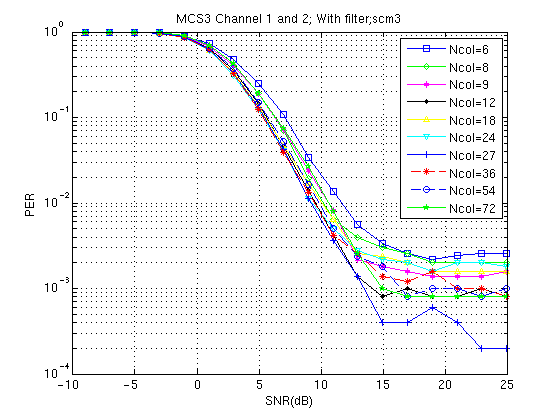 MCS3 Channel 1 and 2; With filter;scm3
10^0
10^-1
10^-2
10^-3
10^-4
PER
-10
-5
0
5
10
15
20
25
SNR(dB)
Ncol=6
Ncol=8
Ncol=9
Ncol=12
Ncol=18
Ncol=24
Ncol=27
Ncol=36
Ncol=54
Ncol=72